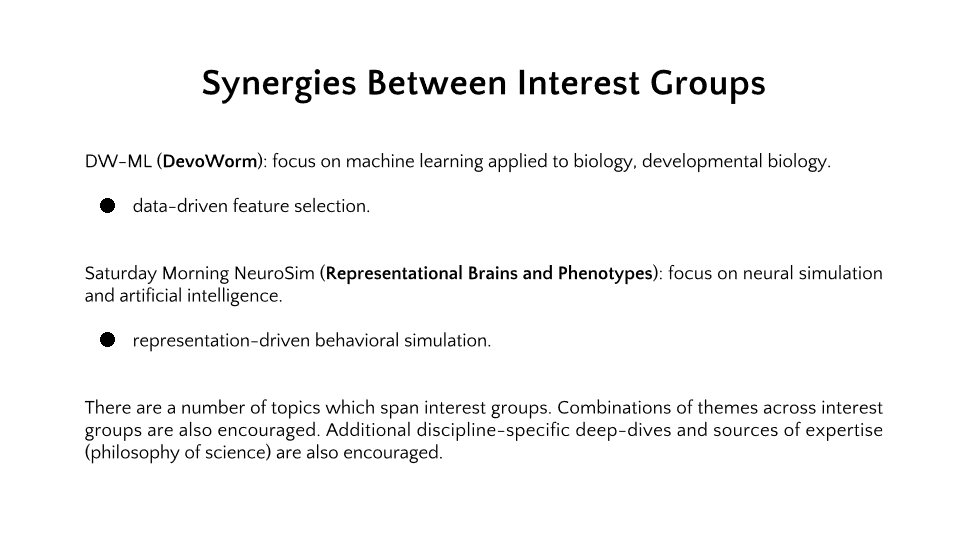 Synergies Between Interest Groups
DW-ML (DevoWorm): focus on machine learning applied to biology, developmental biology.
● data-driven feature selection.
Saturday Morning NeuroSim (Representational Brains and Phenotypes): focus on neural simulation
and artificial intelligence.
● representation-driven behavioral simulation.
There are a number of topics which span interest groups. Combinations of themes across interest
groups are also encouraged. Additional discipline-specific deep-dives and sources of expertise
(philosophy of science) are also encouraged.